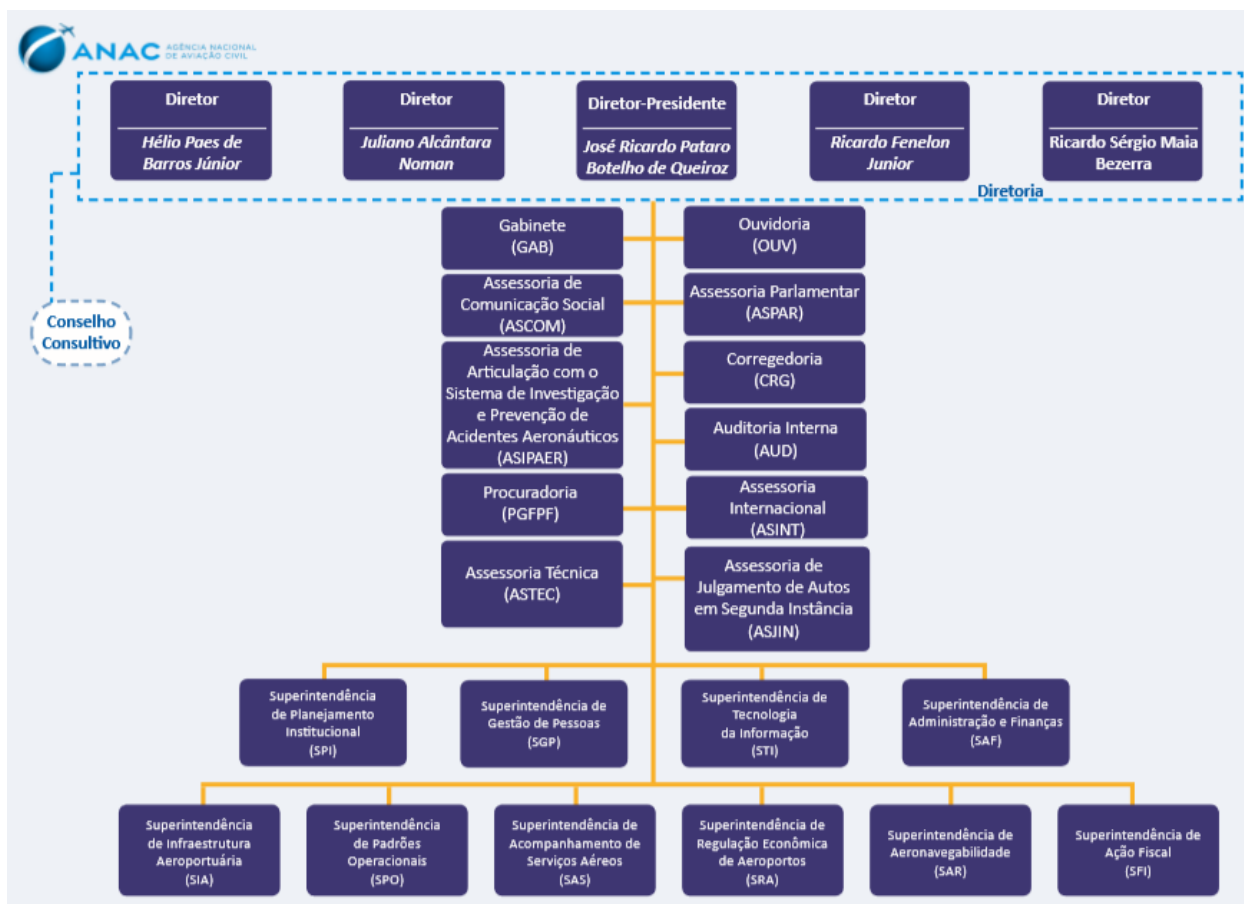 ANAC AGÊNCIA NACIONAL
DE AVIAÇÃO CIVIL
Diretor
Hélio Paes de
Barros Júnior
Diretor
Juliano Alcântara
Noman
Diretor-Presidente
José Ricardo Pataro
Botelho de Queiroz
Diretor
Ricardo Fenelon
Junior
Diretor
Ricardo Sérgio Maia
Bezerra
Diretoria
Conselho
Consultivo
Gabinete
(GAB)
Ouvidoria
(OUV)
Assessoria de
Comunicação Social
(ASCOM)
Assessoria Parlamentar
(ASPAR)
Assessoria de
Articulação com o
Sistema de Investigação
e Prevenção de
Acidentes Aeronáuticos
(ASIPAER)
Corregedoria
(CRG)
Auditoria Interna
(AUD)
Procuradoria
(PGFPF)
Assessoria
Internacional
(ASINT)
Assessoria Técnica
(ASTEC)
Assessoria de
Julgamento de Autos
em Segunda Instância
(ASJIN)
Superintendência
de Planejamento
Institucional
(SPI)
Superintendência de
Gestão de Pessoas
(SGP)
Superintendência de
Tecnologia
da Informação
(STI)
Superintendência de
Administração e Finanças
(SAF)
Superintendência
de Infraestrutura
Aeroportuária
(SIA)
Superintendência
de Padrões
Operacionais
(SPO)
Superintendência de
Acompanhamento de
Serviços Aéreos
(SAS)
Superintendência de
Regulação Econômica
de Aeroportos
(SRA)
Superintendência de
Aeronavegabilidade
(SAR)
Superintendência de
Ação Fiscal
(SFI)